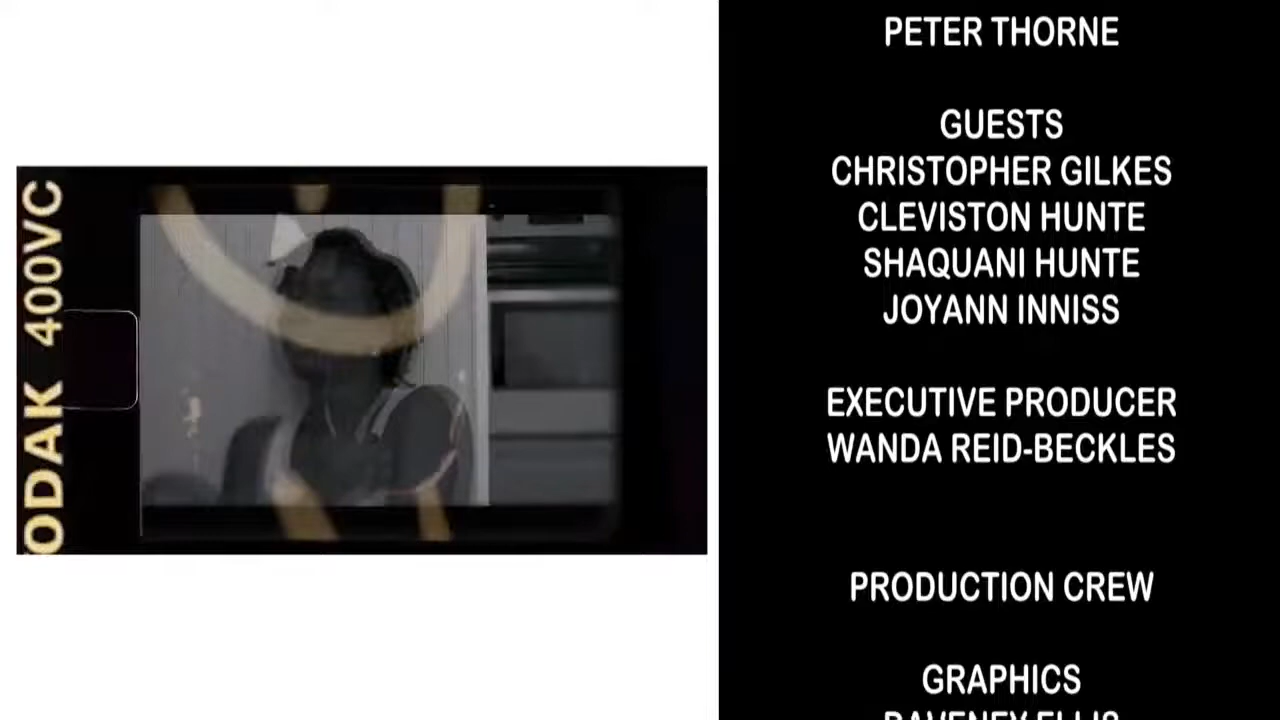 ODAK 400VC
PETER THORNE
GUESTS
CHRISTOPHER GILKES
CLEVISTON HUNTE
SHAQUANI HUNTE
JOYANN INNISS
EXECUTIVE PRODUCER
WANDA REID-BECKLES
PRODUCTION CREW
GRAPHICS